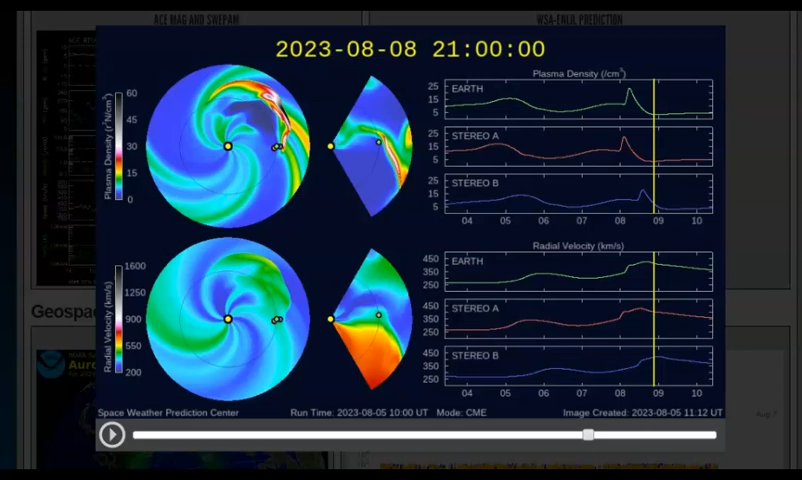 ACE MAG AND SWEPAM
WSA-ENLIL PREDICTION
2023-08-08 21:00:00
Plasma Density (r²N/cm³)
60
45
30
15
0
Plasma Density (/cm³)
25
15
5
EARTH
25
15
5
STEREO A
25
15
5
STEREO B
04 05 06 07 08 09 10
Radial Velocity (km/s)
1600
1250
900
550
200
Radial Velocity (km/s)
450
350
250
EARTH
450
350
250
STEREO A
450
350
250
STEREO B
04 05 06 07 08 09 10
Space Weather Prediction Center Run Time: 2023-08-05 10:00 UT Mode: CME Image Created: 2023-08-05 11:12 UT
Geospac
Auro
Aug 7